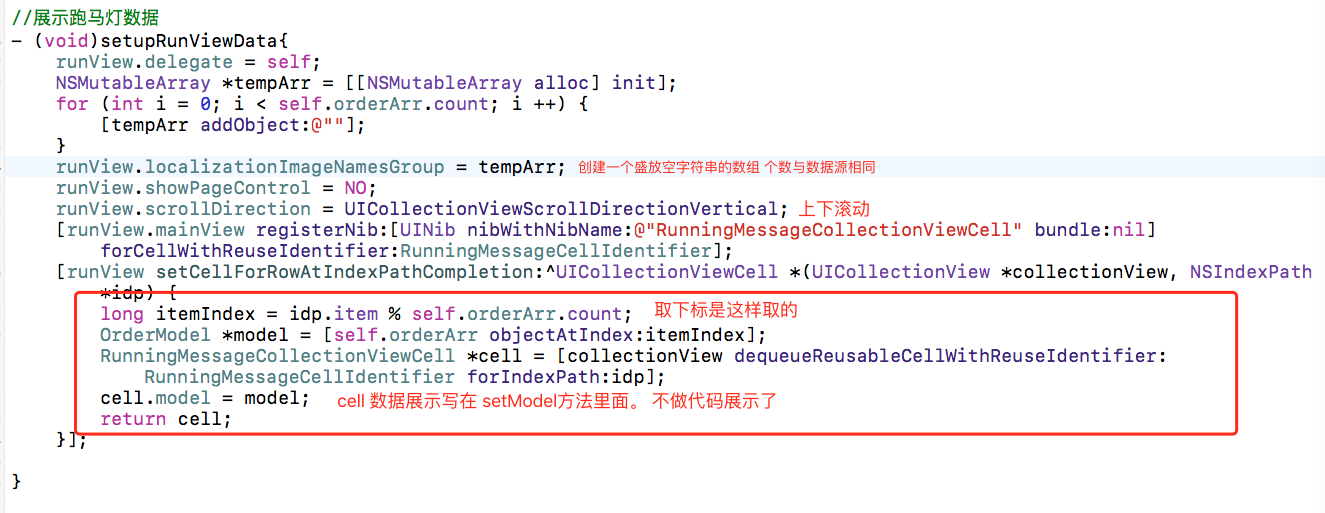 //展示跑马灯数据
- (void)setupRunViewData{
runView.delegate = self;
NSMutableArray *tempArr = [[NSMutableArray alloc] init];
for (int i = 0; i < self.orderArr.count; i ++) {
[tempArr addObject:@""];
}
runView.localizationImageNamesGroup = tempArr; 创建一个盛放空字符串的数组 个数与数据源相同
runView.showPageControl = NO;
runView.scrollDirection = UICollectionViewScrollDirectionVertical; 上下滚动
[runView.mainView registerNib:[UINib nibWithNibName:@"RunningMessageCollectionViewCell" bundle:nil]
forCellWithReuseIdentifier:RunningMessageCellIdentifier];
[runView setCellForRowAtIndexPathCompletion:^UICollectionViewCell *(UICollectionView *collectionView, NSIndexPath
*idp) {
long itemIndex = idp.item % self.orderArr.count; 取下标是这样取的
OrderModel *model = [self.orderArr objectAtIndex:itemIndex];
RunningMessageCollectionViewCell *cell = [collectionView dequeueReusableCellWithReuseIdentifier:
RunningMessageCellIdentifier forIndexPath:idp];
cell.model = model; cell 数据展示写在 setModel方法里面。 不做代码展示了
return cell;
}];
}